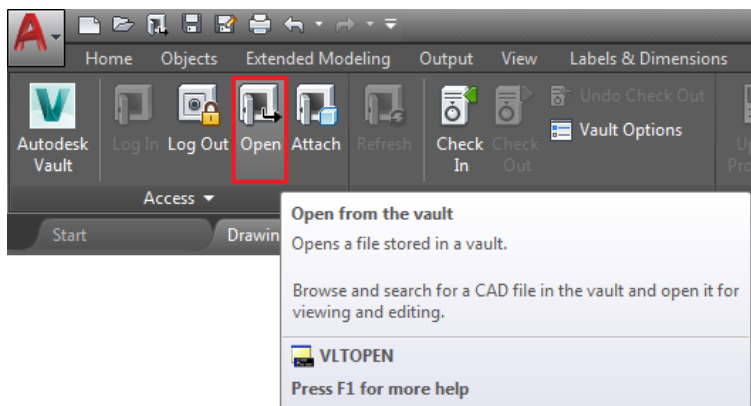 Home Objects Extended Modeling Output View Labels & Dimensions
Autodesk Vault
Log In
Log Out
Open
Attach
Refresh
Check In
Check Out
Undo Check Out
Vault Options
Access
Start
Drawin
Open from the vault
Opens a file stored in a vault.
Browse and search for a CAD file in the vault and open it for
viewing and editing.
VLTOPEN
Press F1 for more help